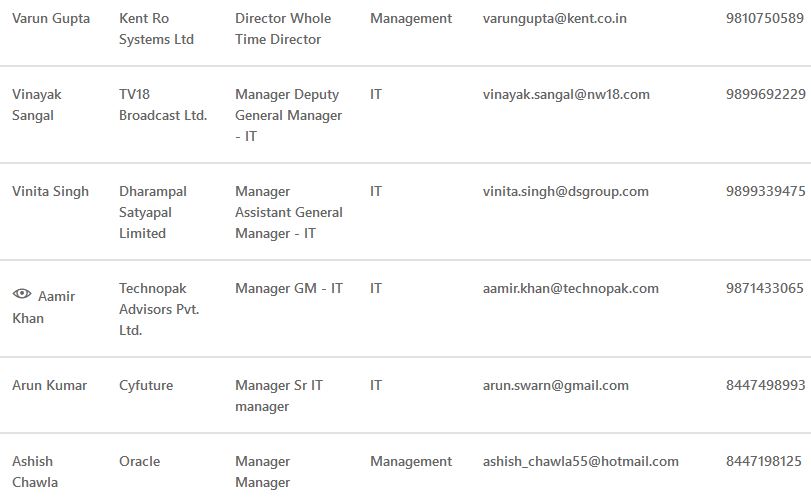 Varun Gupta Kent Ro Director Whole Management varungupta@kent.co.in 9810750589
Systems Ltd Time Director
Vinayak TV18 Manager Deputy IT vinayak.sangal@nw18.com 9899692229
Sangal Broadcast Ltd. General Manager
- IT
Vinita Singh Dharampal Manager IT vinita.singh@dsgroup.com 9899339475
Satyapal Assistant General
Limited Manager - IT
Aamir Technopak Manager GM - IT IT aamir.khan@technopak.com 9871433065
Khan Advisors Pvt.
Ltd.
Arun Kumar Cyfuture Manager Sr IT IT arun.swarn@gmail.com 8447498993
manager
Ashish Oracle Manager Management ashish_chawla55@hotmail.com 8447198125
Chawla Manager